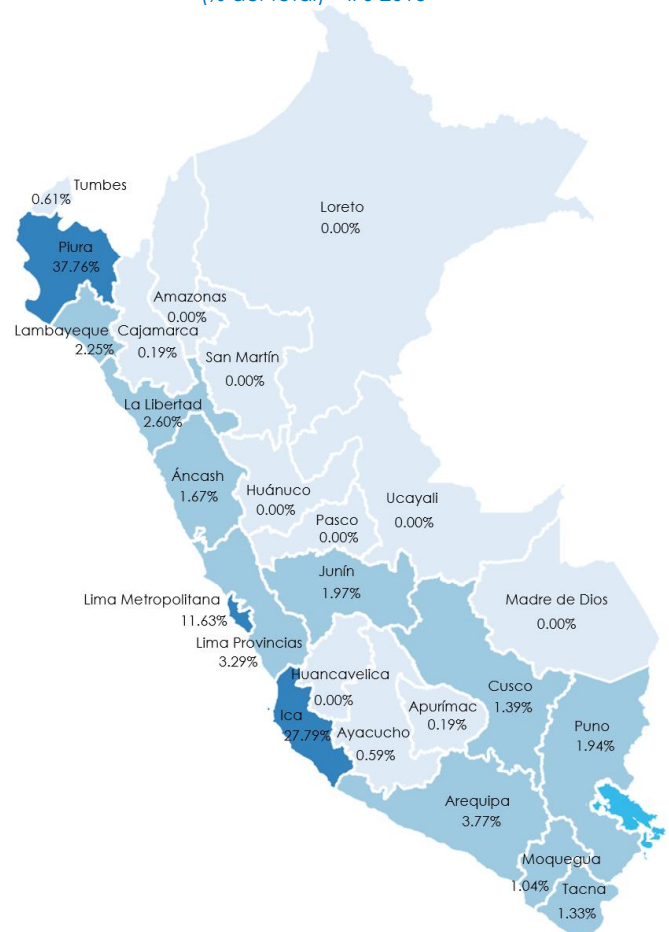 Tumbes
0.61%
Loreto
0.00%
Piura
37.76%
Amazonas
0.00%
Lambayeque
2.25%
Cajamarca
0.19%
San Martín
0.00%
La Libertad
2.60%
Áncash
1.67%
Huánuco
0.00%
Ucayali
0.00%
Pasco
0.00%
Junín
1.97%
Lima Metropolitana
11.63%
Madre de Dios
0.00%
Lima Provincias
3.29%
Huancavelica
0.00%
Cusco
1.39%
Apurímac
0.19%
Ica
27.79%
Ayacucho
0.59%
Puno
1.94%
Arequipa
3.77%
Moquegua
1.04%
Tacna
1.33%